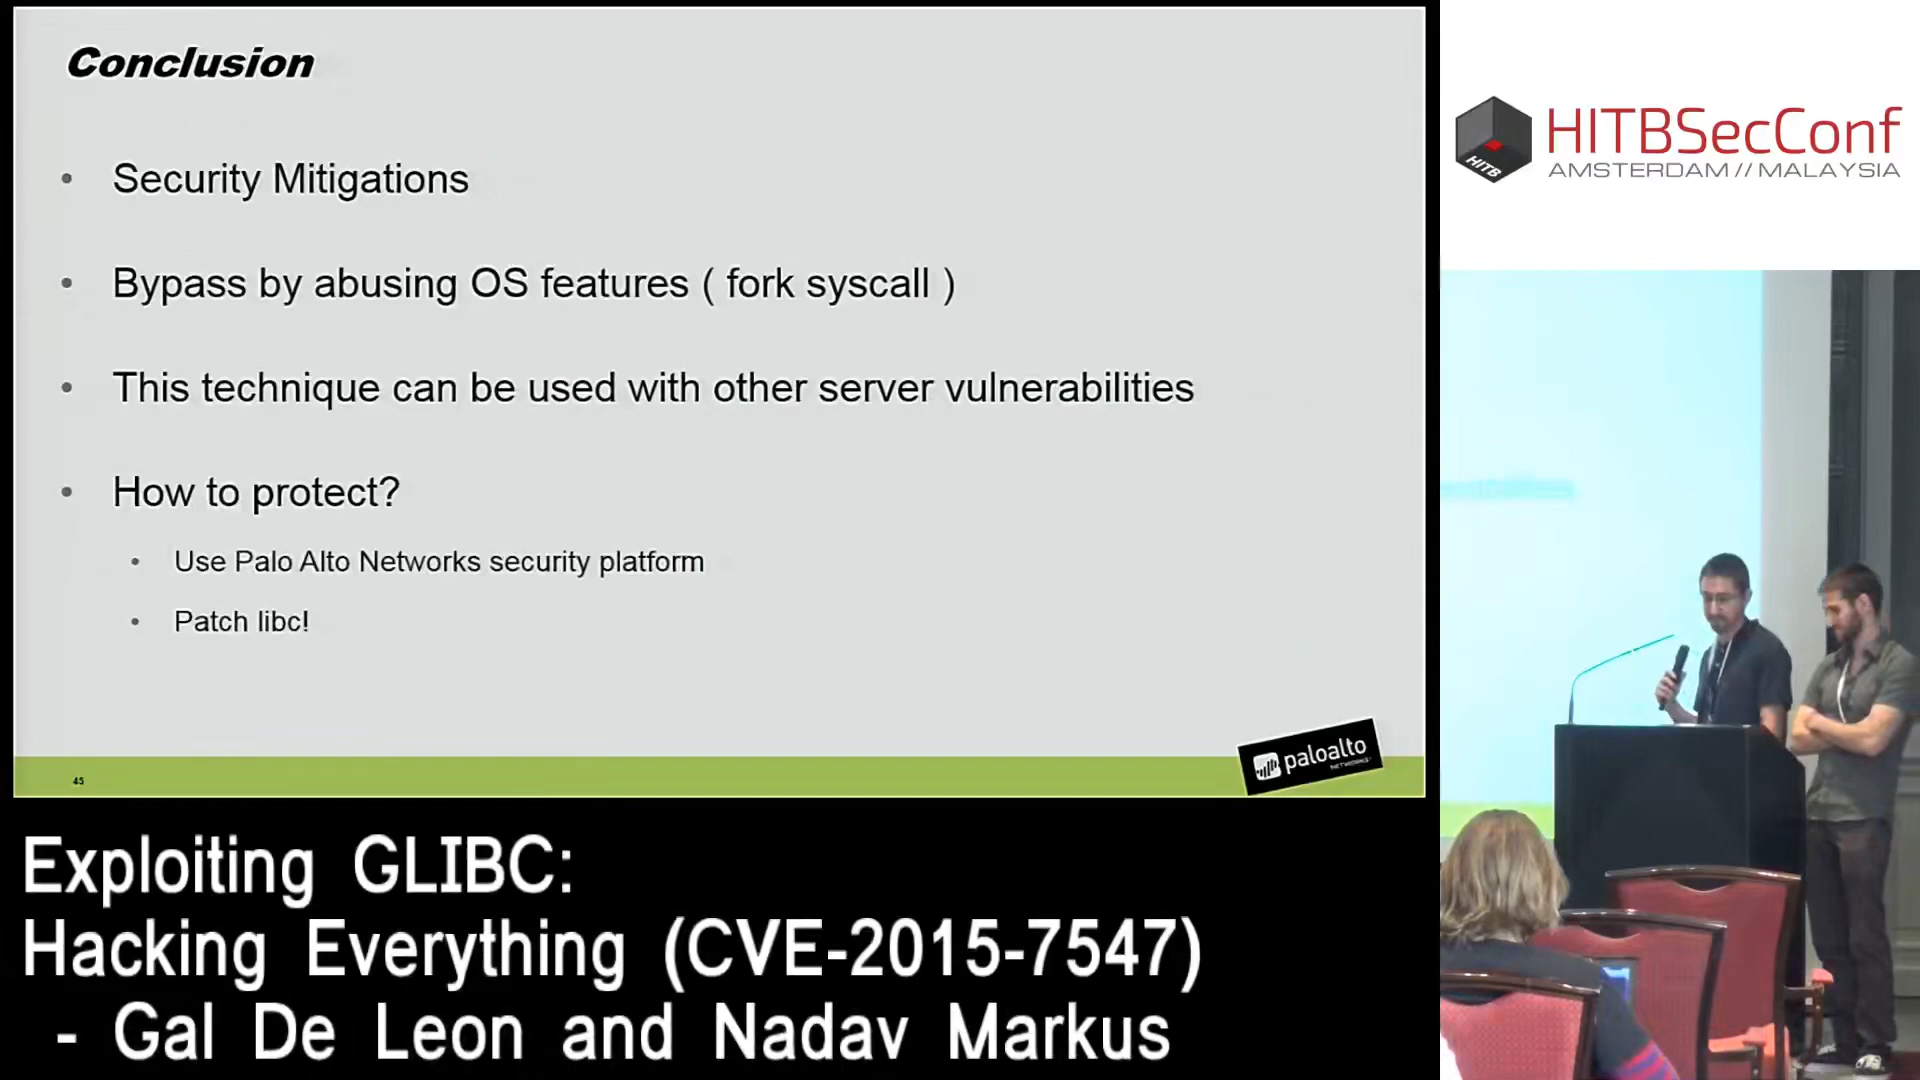 Conclusion
• Security Mitigations
• Bypass by abusing OS features ( fork syscall )
• This technique can be used with other server vulnerabilities
• How to protect?
• Use Palo Alto Networks security platform
• Patch libc!
45
paloalto
NETWORKS
HITB
HITBSecConf
AMSTERDAM // MALAYSIA
Exploiting GLIBC:
Hacking Everything (CVE-2015-7547)
- Gal De Leon and Nadav Markus